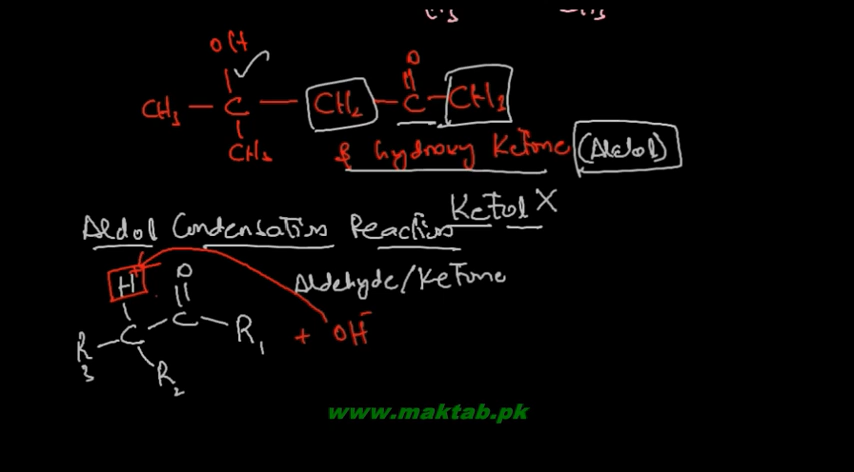 OH
O
CH₃ — C — CH₂ — C — CH₃
CH₃
β hydroxy Ketone (Aldol)
Ketol X
Aldol Condensation Reaction
Aldehyde/Ketone
H O
R₃ — C — C — R₁ + OH⁻
R₂
www.maktab.pk